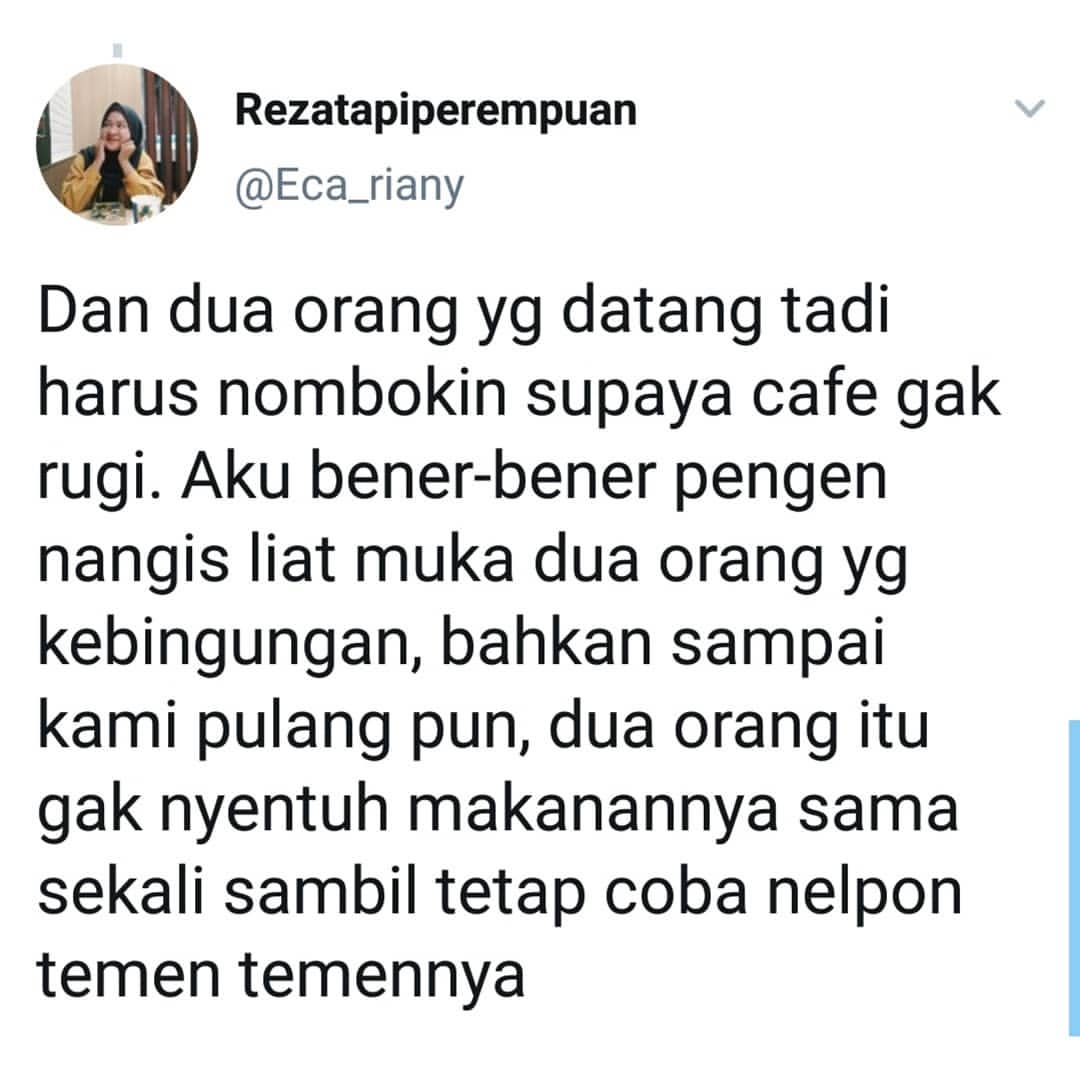 Rezatapiperempuan
@Eca_riany
Dan dua orang yg datang tadi
harus nombokin supaya cafe gak
rugi. Aku bener-bener pengen
nangis liat muka dua orang yg
kebingungan, bahkan sampai
kami pulang pun, dua orang itu
gak nyentuh makanannya sama
sekali sambil tetap coba nelpon
temen temennya